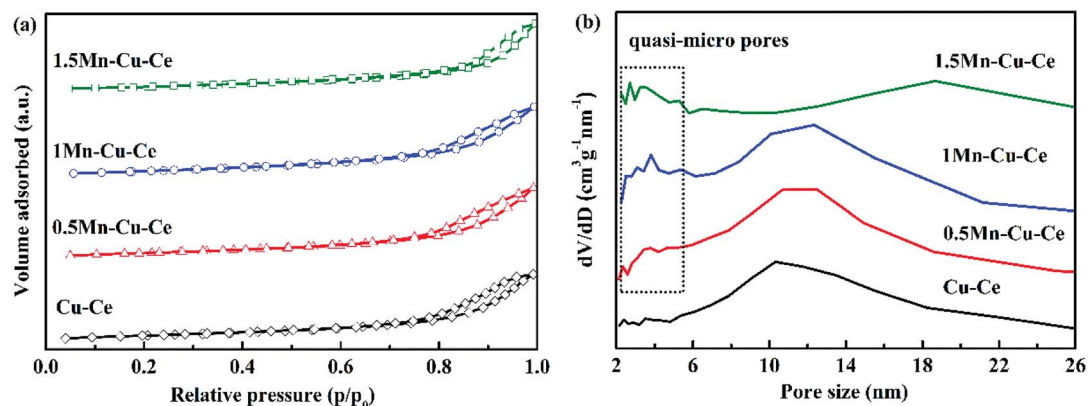 (a)
1.5Mn-Cu-Ce
1Mn-Cu-Ce
0.5Mn-Cu-Ce
Cu-Ce
Volume adsorbed (a.u.)
0.0 0.2 0.4 0.6 0.8 1.0
Relative pressure (p/p₀)
(b)
quasi-micro pores
1.5Mn-Cu-Ce
1Mn-Cu-Ce
0.5Mn-Cu-Ce
Cu-Ce
dV/dD (cm³g⁻¹nm⁻¹)
2 6 10 14 18 22 26
Pore size (nm)